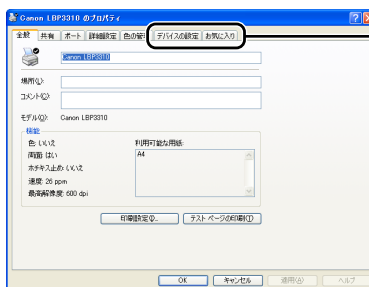 Canon LBP3310 のプロパティ
全般 共有 ポート 詳細設定 色の管理 デバイスの設定 お気に入り
Canon LBP3310
場所(L):
コメント(C):
モデル(O): Canon LBP3310
機能
色: いいえ
両面: はい
ホチキス止め: いいえ
速度: 26 ppm
最高解像度: 600 dpi
利用可能な用紙:
A4
印刷設定(I)... テスト ページの印刷(T)
OK キャンセル 適用(A) ヘルプ